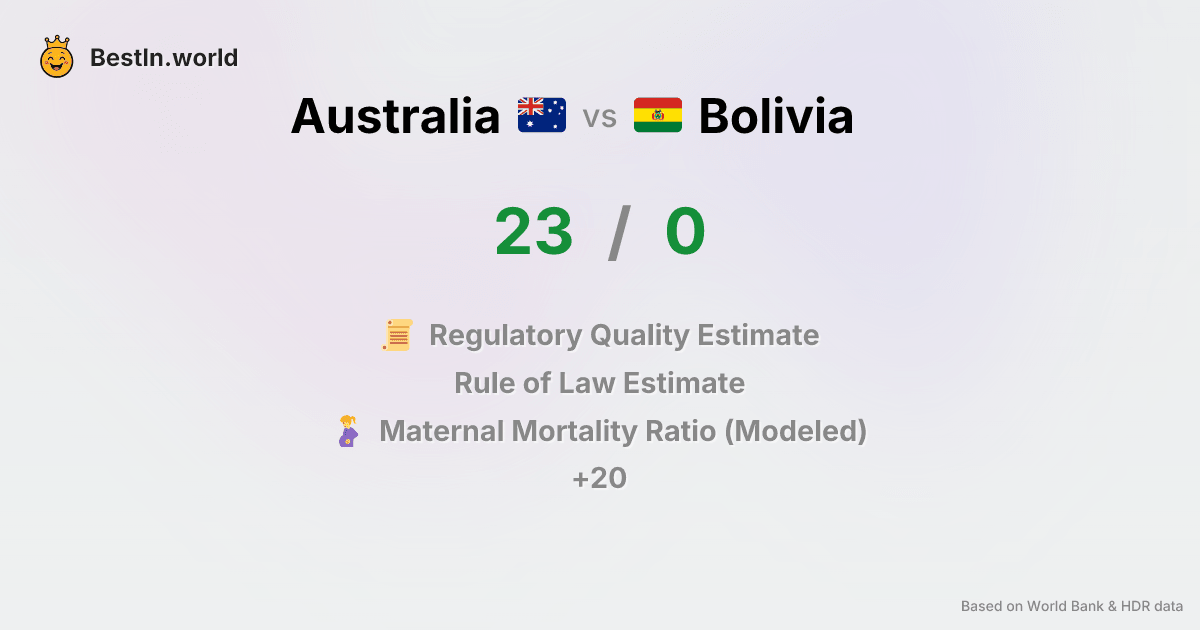 BestIn.world
Australia vs Bolivia
23 / 0
Regulatory Quality Estimate
Rule of Law Estimate
Maternal Mortality Ratio (Modeled)
+20
Based on World Bank & HDR data